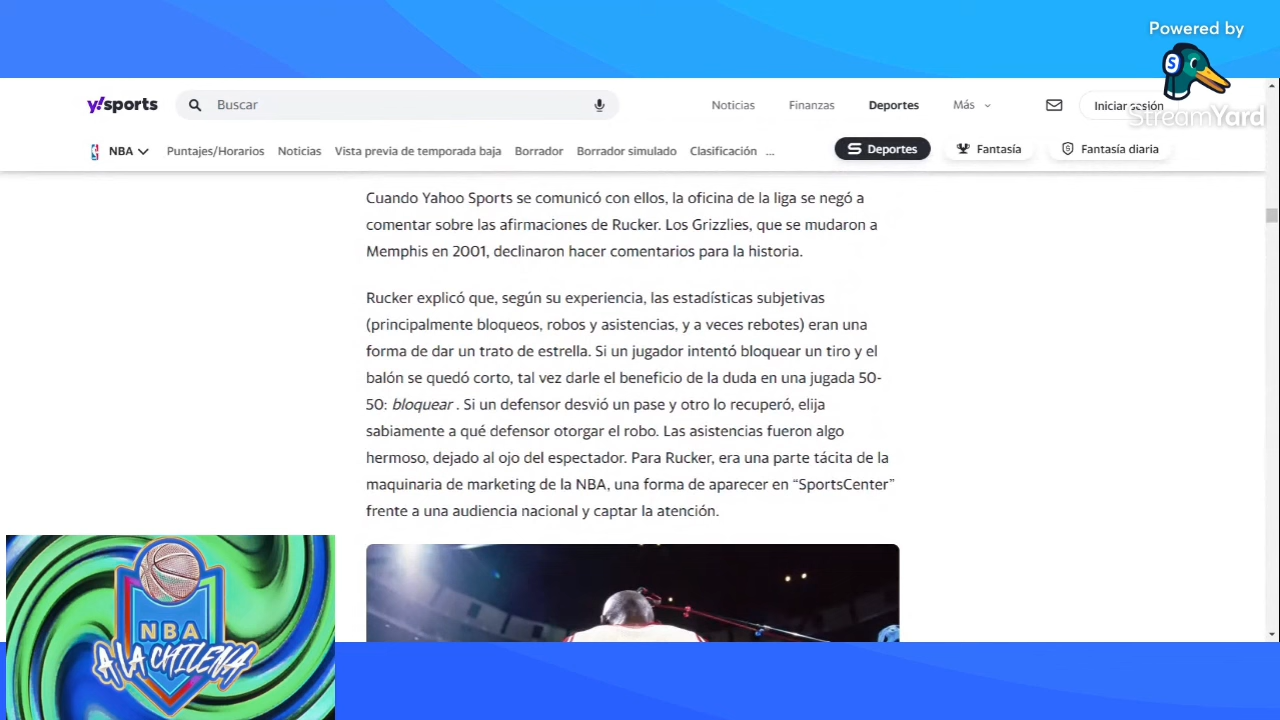 Powered by
S
StreamYard
y!sports
Buscar
Noticias
Finanzas
Deportes
Más
Iniciar sesión
NBA
Puntajes/Horarios
Noticias
Vista previa de temporada baja
Borrador
Borrador simulado
Clasificación
...
Deportes
Fantasía
Fantasía diaria
Cuando Yahoo Sports se comunicó con ellos, la oficina de la liga se negó a
comentar sobre las afirmaciones de Rucker. Los Grizzlies, que se mudaron a
Memphis en 2001, declinaron hacer comentarios para la historia.
Rucker explicó que, según su experiencia, las estadísticas subjetivas
(principalmente bloqueos, robos y asistencias, y a veces rebotes) eran una
forma de dar un trato de estrella. Si un jugador intentó bloquear un tiro y el
balón se quedó corto, tal vez darle el beneficio de la duda en una jugada 50-
50: bloquear . Si un defensor desvió un pase y otro lo recuperó, elija
sabiamente a qué defensor otorgar el robo. Las asistencias fueron algo
hermoso, dejado al ojo del espectador. Para Rucker, era una parte tácita de la
maquinaria de marketing de la NBA, una forma de aparecer en “SportsCenter”
frente a una audiencia nacional y captar la atención.
NBA
A LA CHILENA